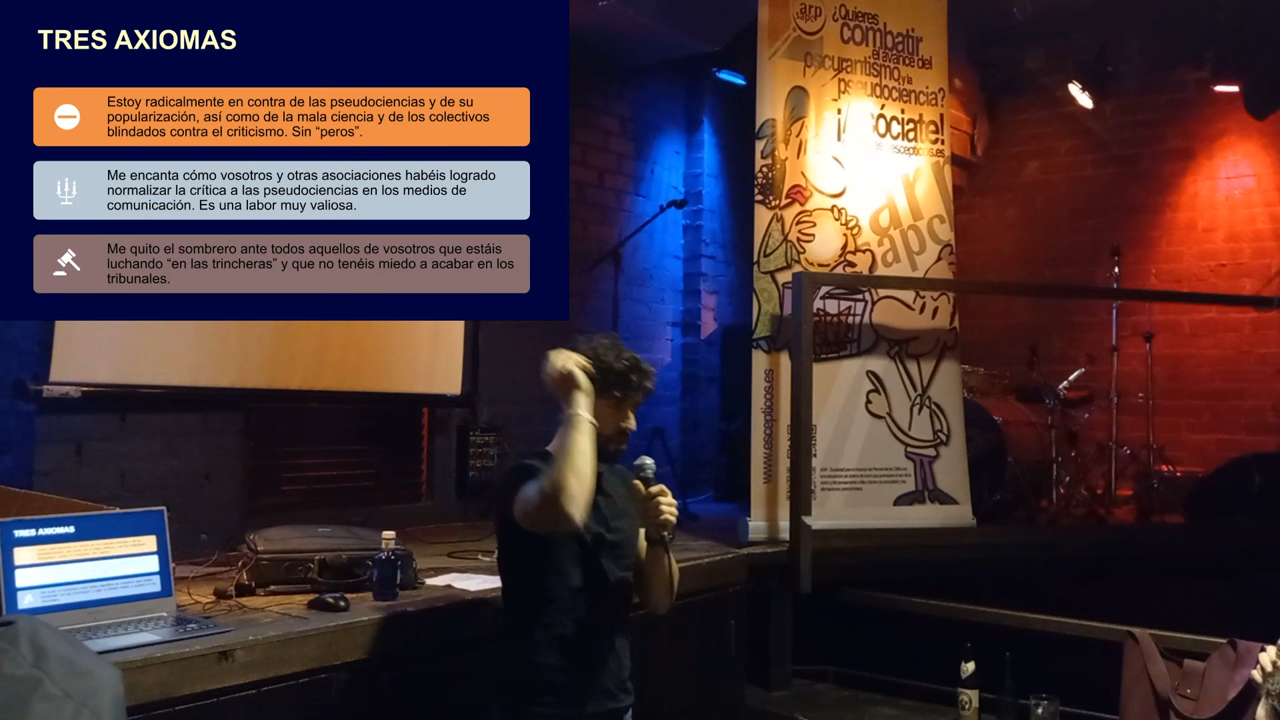 TRES AXIOMAS
Estoy radicalmente en contra de las pseudociencias y de su
popularización, así como de la mala ciencia y de los colectivos
blindados contra el criticismo. Sin “peros”.
Me encanta cómo vosotros y otras asociaciones habéis logrado
normalizar la crítica a las pseudociencias en los medios de
comunicación. Es una labor muy valiosa.
Me quito el sombrero ante todos aquellos de vosotros que estáis
luchando “en las trincheras” y que no tenéis miedo a acabar en los
tribunales.
arp
sapc
¿Quieres
combatir
el avance del
oscurantismo y la
pseudociencia?
sapc
www.escepticos.es
TRES AXIOMAS